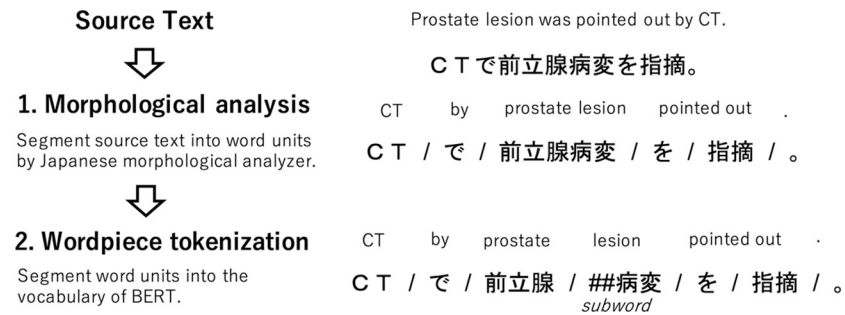 Source Text
Prostate lesion was pointed out by CT.
CTで前立腺病変を指摘。
1. Morphological analysis
Segment source text into word units
by Japanese morphological analyzer.
CT by prostate lesion pointed out .
CT / で / 前立腺病変 / を / 指摘 / 。
2. Wordpiece tokenization
Segment word units into the
vocabulary of BERT.
CT by prostate lesion pointed out .
CT / で / 前立腺 / ##病変 / を / 指摘 / 。
subword